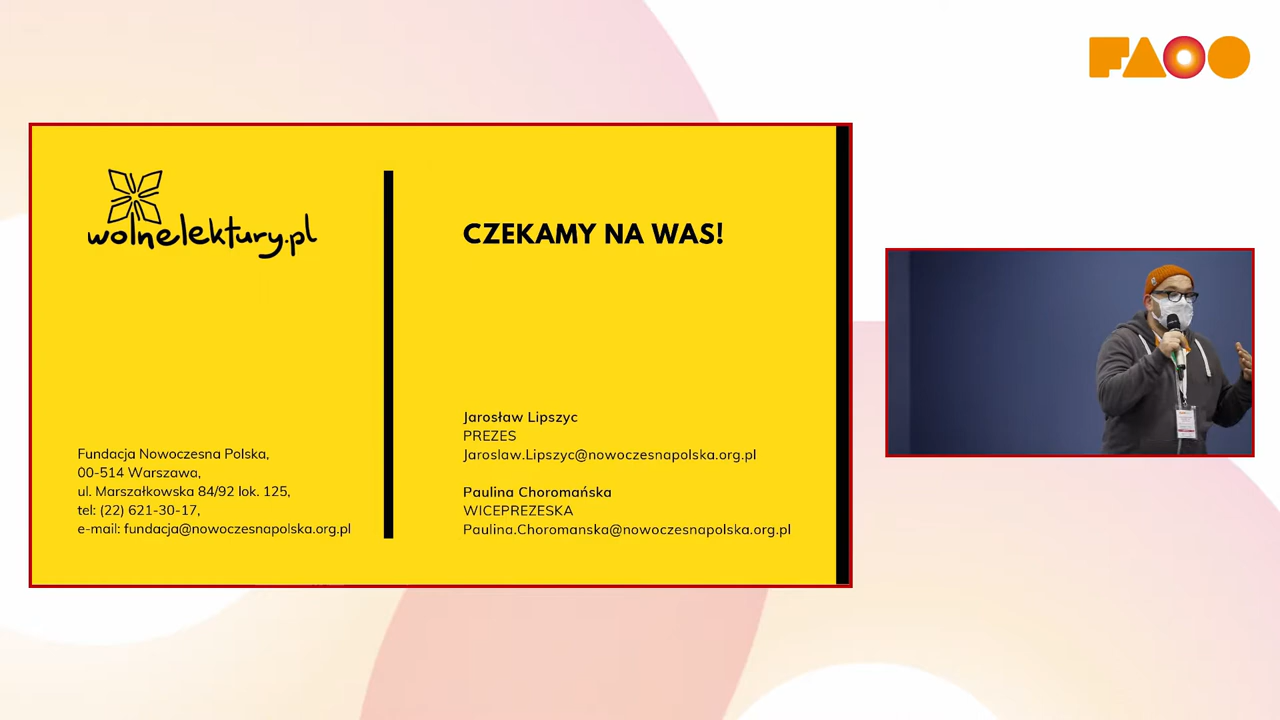 FAOO
wolnelektury.pl
CZEKAMY NA WAS!
Fundacja Nowoczesna Polska,
00-514 Warszawa,
ul. Marszałkowska 84/92 lok. 125,
tel: (22) 621-30-17,
e-mail: fundacja@nowoczesnapolska.org.pl
Jarosław Lipszyc
PREZES
Jaroslaw.Lipszyc@nowoczesnapolska.org.pl
Paulina Choromańska
WICEPREZESKA
Paulina.Choromanska@nowoczesnapolska.org.pl